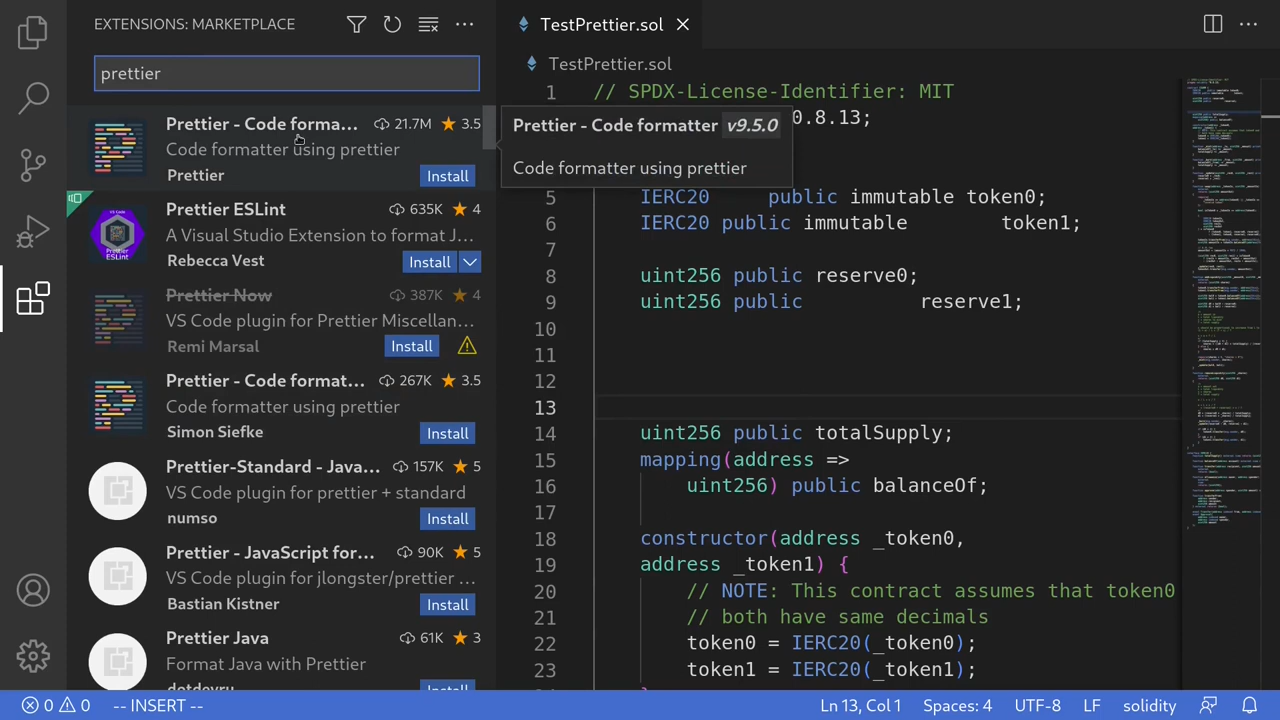 EXTENSIONS: MARKETPLACE
prettier
Prettier - Code forma... 21.7M 3.5
Code formatter using prettier
Prettier Install
Prettier ESLint 635K 4
A Visual Studio Extension to format J...
Rebecca Vest Install
Prettier Now 4
VS Code plugin for Prettier Miscellan...
Remi Marsal Install
Prettier - Code format... 3.5
Code formatter using prettier
Simon Siefke Install
Prettier-Standard - Ja... 5
VS Code plugin for prettier + standard
numso Install
Prettier - JavaScript for... 90K 5
VS Code plugin for jlongster/prettier ...
Bastian Kistner Install
Prettier Java 61K 3
Format Java with Prettier
TestPrettier.sol
TestPrettier.sol
1 // SPDX-License-Identifier: MIT
0.8.13;
Code formatter v9.5.0
Code formatter using prettier
5 IERC20 public immutable token0;
6 IERC20 public immutable token1;
7
8 uint256 public reserve0;
9 uint256 public reserve1;
10
11
12
13
14 uint256 public totalSupply;
15 mapping(address =>
16 uint256) public balanceOf;
17
18 constructor(address _token0,
19 address _token1) {
20 // NOTE: This contract assumes that token0
21 // both have same decimals
22 token0 = IERC20(_token0);
23 token1 = IERC20(_token1);
0 0 -- INSERT -- Ln 13, Col 1 Spaces: 4 UTF-8 LF solidity